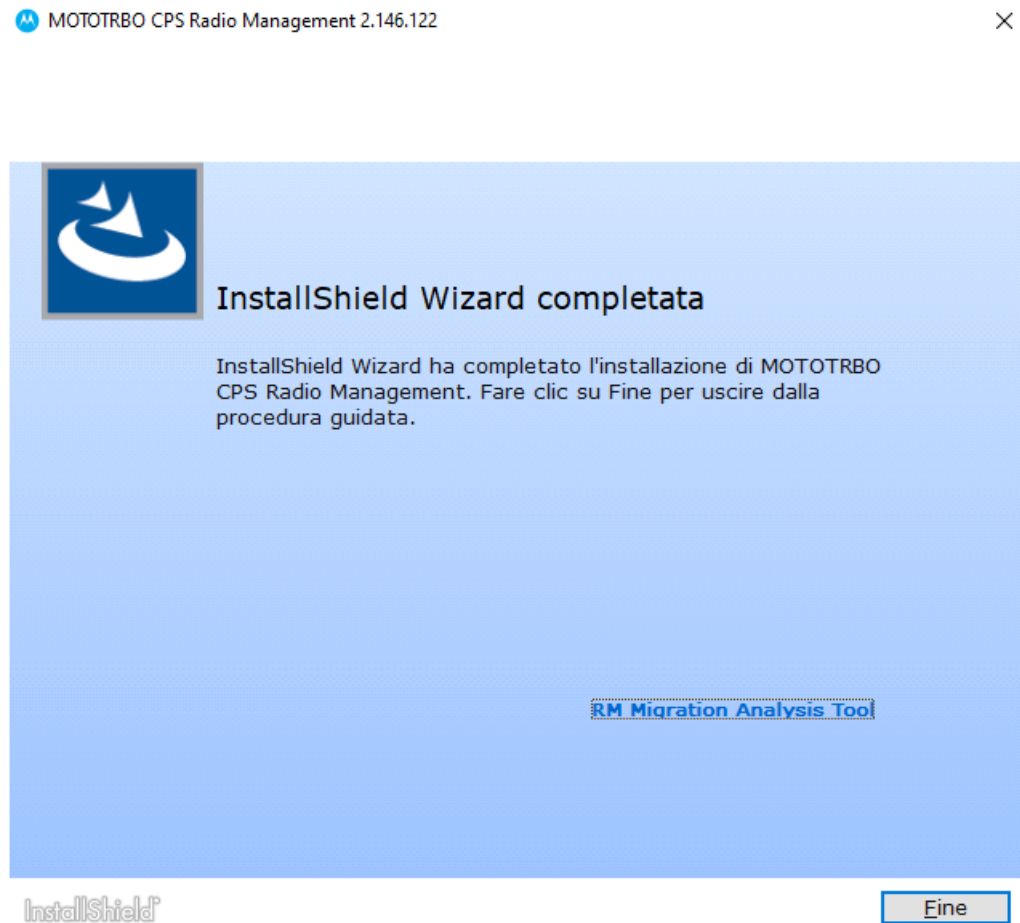 MOTOTRBO CPS Radio Management 2.146.122
InstallShield Wizard completata
InstallShield Wizard ha completato l'installazione di MOTOTRBO
CPS Radio Management. Fare clic su Fine per uscire dalla
procedura guidata.
RM Migration Analysis Tool
InstallShield®
Fine